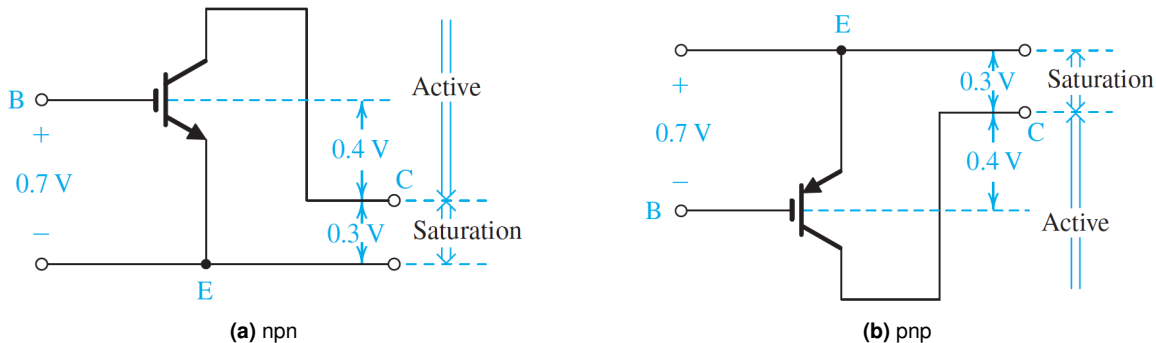 Active
B
+
0.4 V
0.7 V
C
−
0.3 V
Saturation
E
(a) npn
E
+
0.3 V
Saturation
0.7 V
C
−
0.4 V
B
Active
(b) pnp